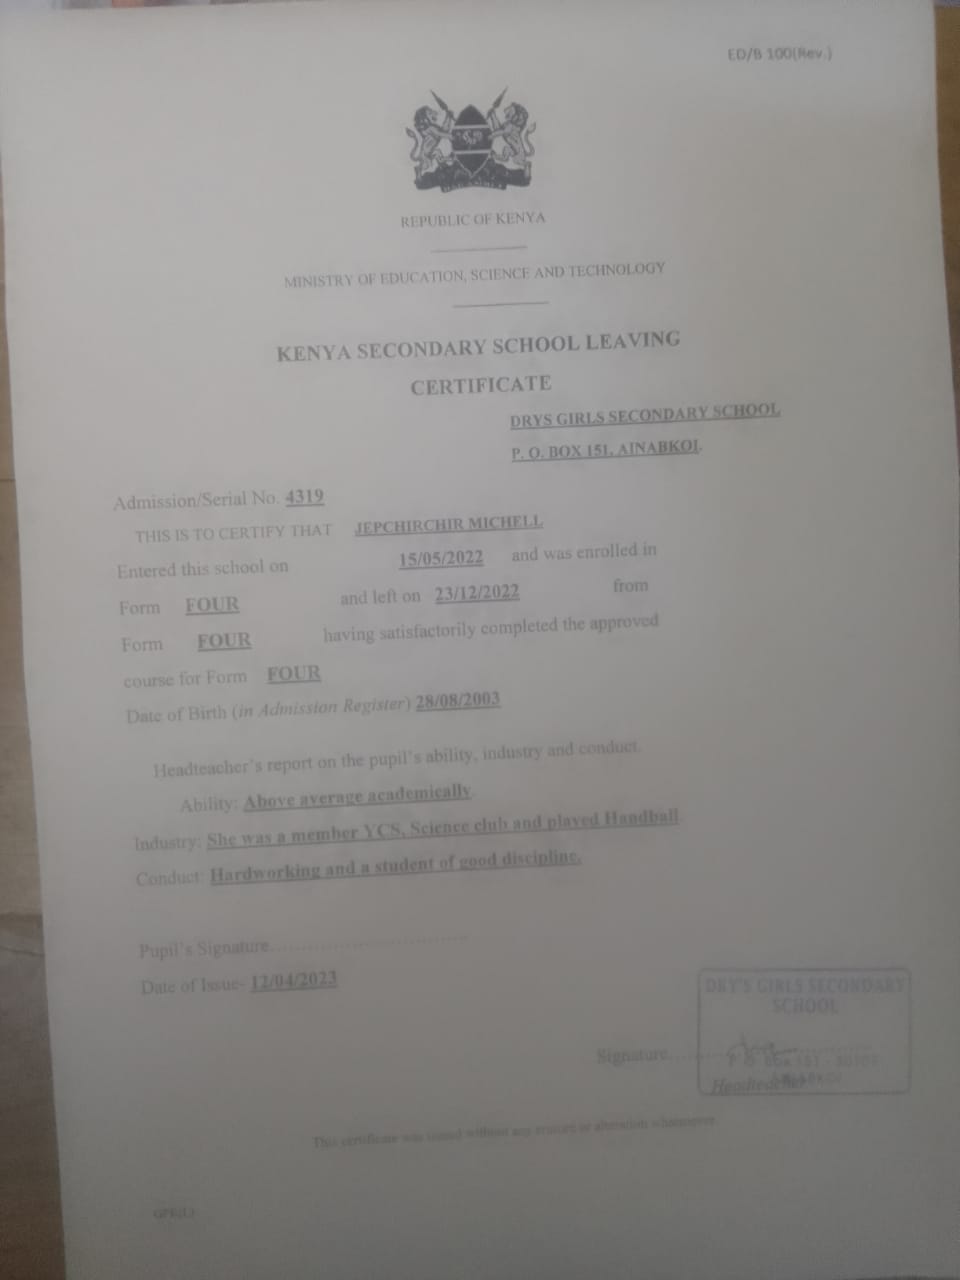 ED/B 100(Rev.)
REPUBLIC OF KENYA
MINISTRY OF EDUCATION, SCIENCE AND TECHNOLOGY
KENYA SECONDARY SCHOOL LEAVING
CERTIFICATE
DRYS GIRLS SECONDARY SCHOOL
P. O. BOX 151, AINABKOI.
Admission/Serial No. 4319
THIS IS TO CERTIFY THAT JEPCHIRCHIR MICHELL
Entered this school on 15/05/2022 and was enrolled in
Form FOUR and left on 23/12/2022 from
Form FOUR having satisfactorily completed the approved
course for Form FOUR
Date of Birth (in Admission Register) 28/08/2003
Headteacher's report on the pupil's ability, industry and conduct.
Ability: Above average academically.
Industry: She was a member YCS, Science club and played Handball.
Conduct: Hardworking and a student of good discipline.
Pupil's Signature................................
Date of Issue- 12/04/2023
DRY'S GIRLS SECONDARY
SCHOOL
Signature
P O BOX 151
Headteacher
This certificate was issued without any erasure or alteration whatsoever.